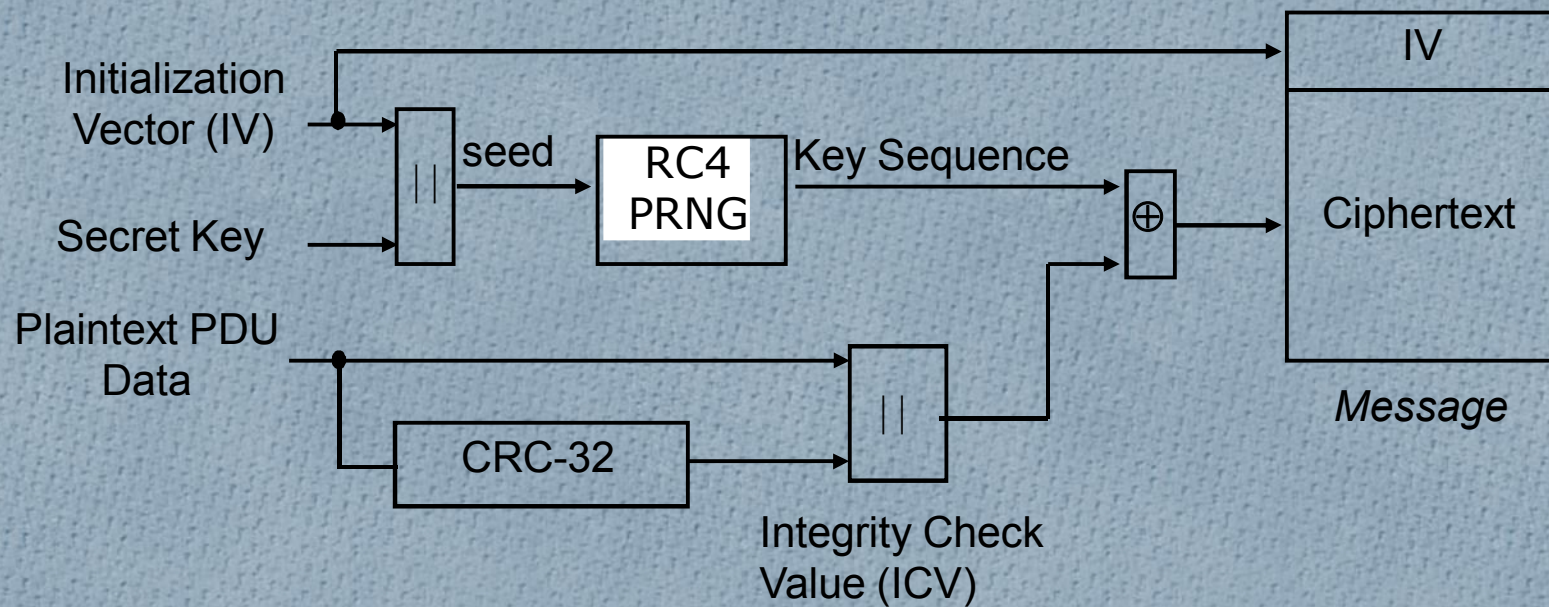 IV
Initialization
Vector (IV)
||
seed
RC4
PRNG
Key Sequence
⊕
Ciphertext
Secret Key
Plaintext PDU
Data
||
Message
CRC-32
Integrity Check
Value (ICV)